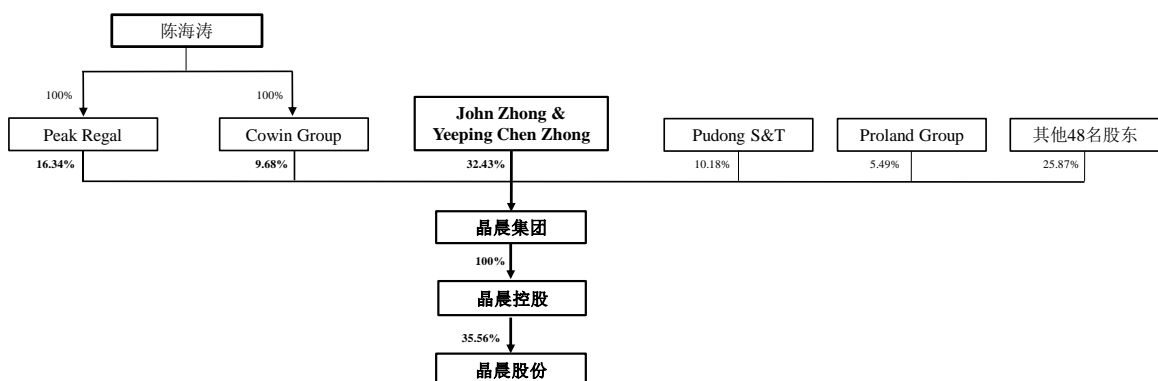 陈海涛
100%
100%
Peak Regal
Cowin Group
John Zhong &
Yeeping Chen Zhong
Pudong S&T
Proland Group
其他48名股东
16.34%
9.68%
32.43%
10.18%
5.49%
25.87%
晶晨集团
100%
晶晨控股
35.56%
晶晨股份